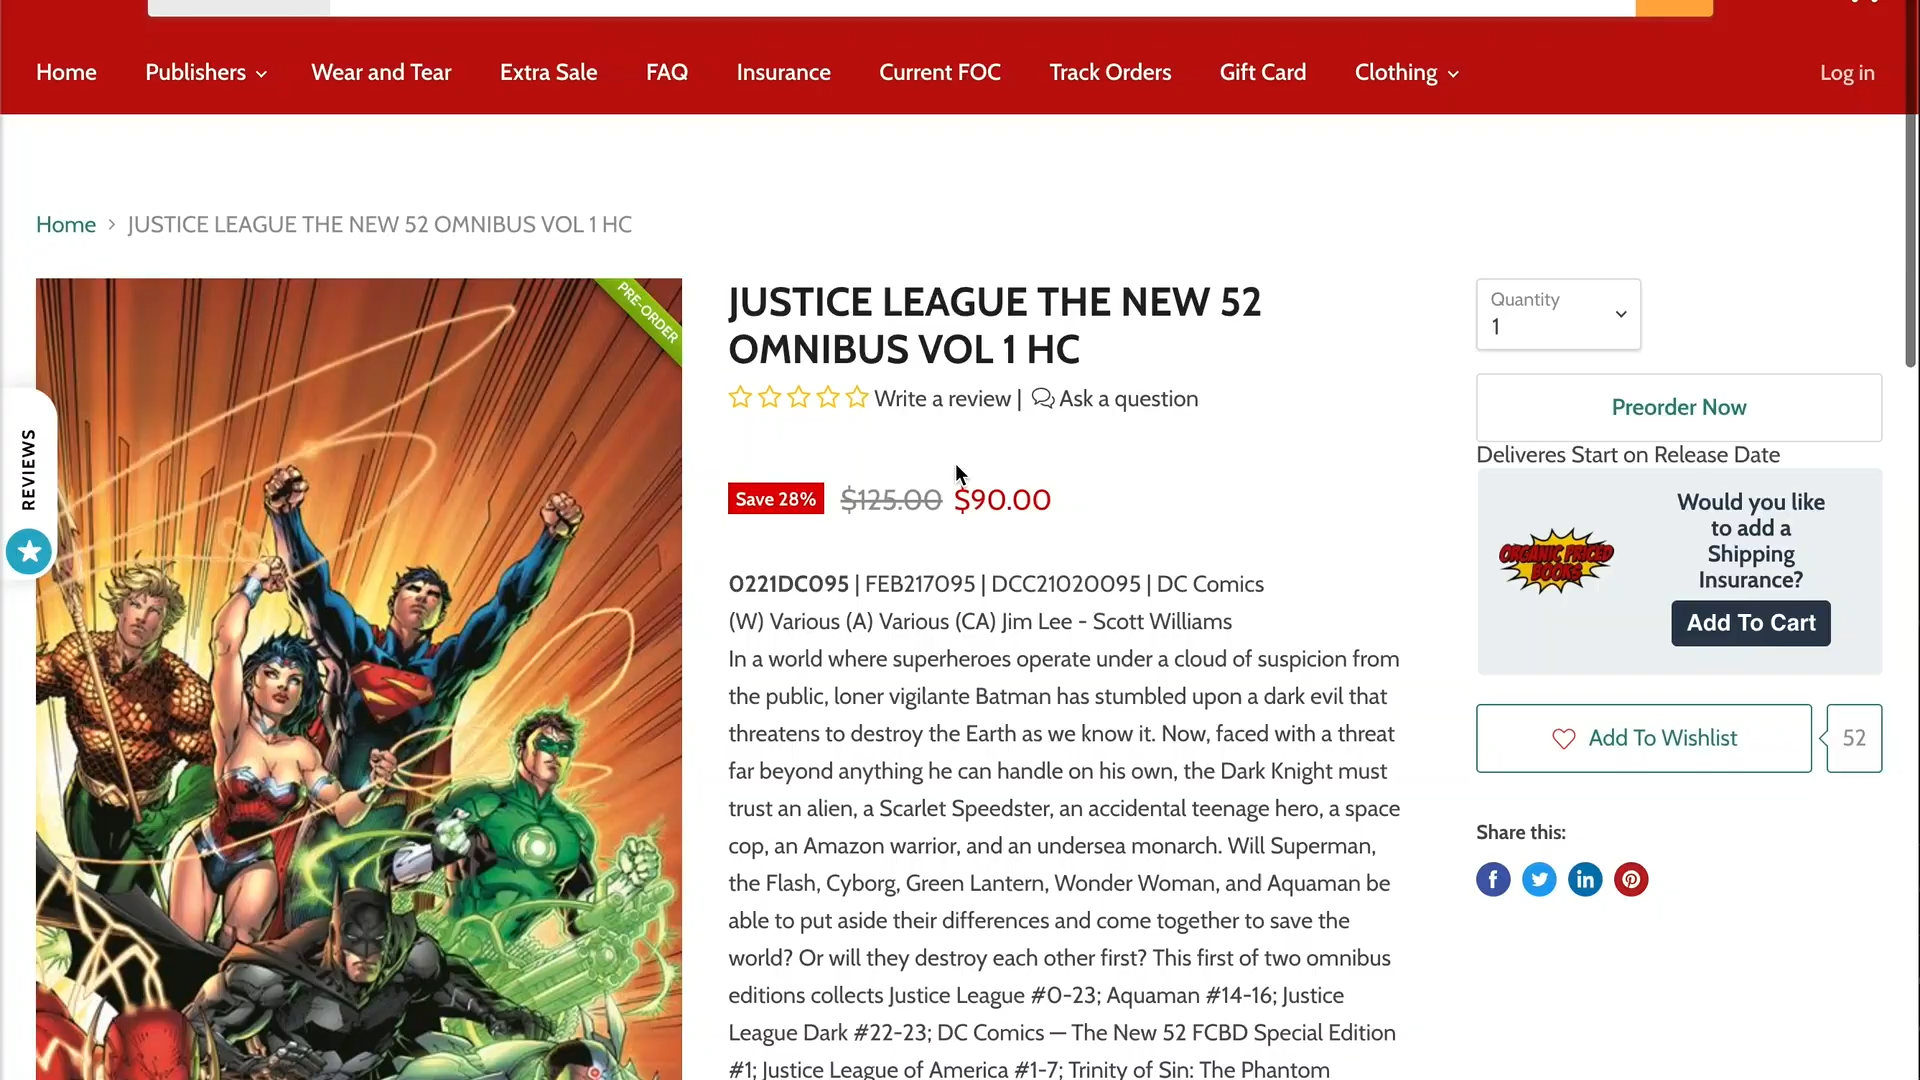 Home Publishers Wear and Tear Extra Sale FAQ Insurance Current FOC Track Orders Gift Card Clothing Log in
Home > JUSTICE LEAGUE THE NEW 52 OMNIBUS VOL 1 HC
PRE-ORDER
REVIEWS
JUSTICE LEAGUE THE NEW 52
OMNIBUS VOL 1 HC
Write a review | Ask a question
Save 28% $125.00 $90.00
0221DC095 | FEB217095 | DCC21020095 | DC Comics
(W) Various (A) Various (CA) Jim Lee - Scott Williams
In a world where superheroes operate under a cloud of suspicion from
the public, loner vigilante Batman has stumbled upon a dark evil that
threatens to destroy the Earth as we know it. Now, faced with a threat
far beyond anything he can handle on his own, the Dark Knight must
trust an alien, a Scarlet Speedster, an accidental teenage hero, a space
cop, an Amazon warrior, and an undersea monarch. Will Superman,
the Flash, Cyborg, Green Lantern, Wonder Woman, and Aquaman be
able to put aside their differences and come together to save the
world? Or will they destroy each other first? This first of two omnibus
editions collects Justice League #0-23; Aquaman #14-16; Justice
League Dark #22-23; DC Comics — The New 52 FCBD Special Edition
#1; Justice League of America #1-7; Trinity of Sin: The Phantom
Quantity
1
Preorder Now
Deliveres Start on Release Date
ORGANIC PRICED
BOOKS
Would you like
to add a
Shipping
Insurance?
Add To Cart
Add To Wishlist 52
Share this: